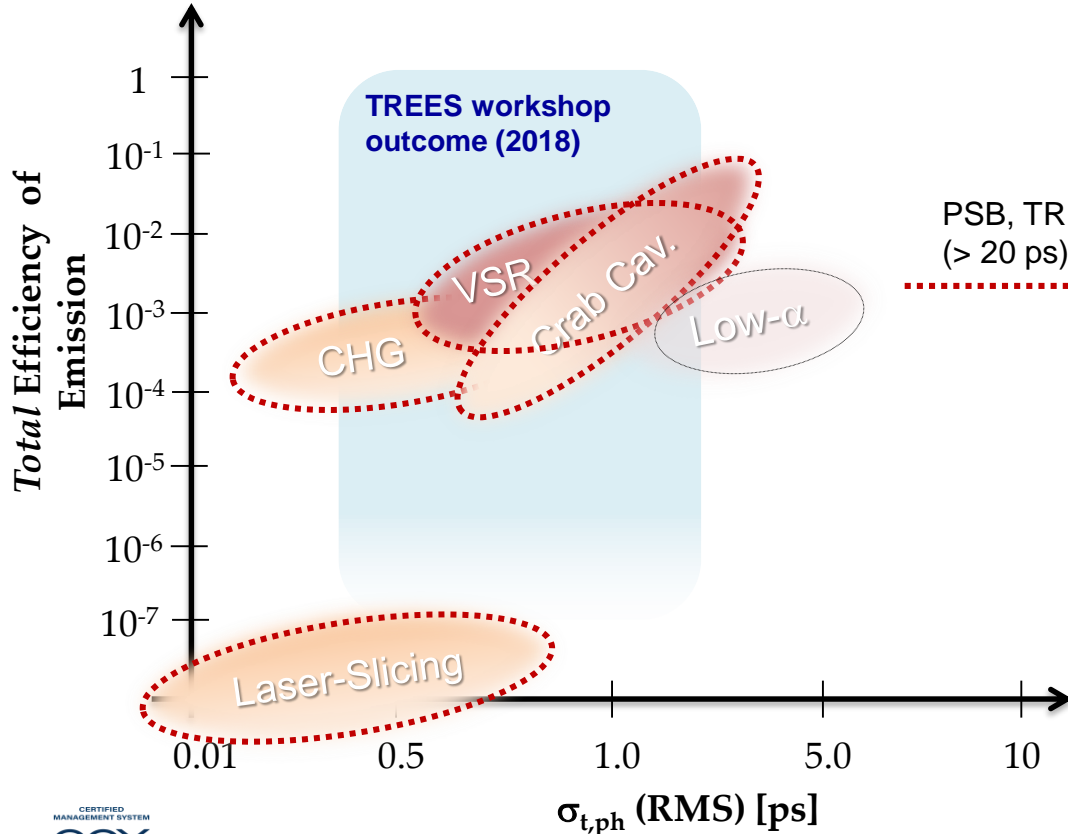 1
TREES workshop
outcome (2018)
10-1
10-2
PSB, TR
(> 20 ps)
VSR
Crab Cav.
10-3
Low-α
CHG
10-4
Total Efficiency of
Emission
10-5
10-6
10-7
Laser-Slicing
0.01 0.5 1.0 5.0 10
σt,ph (RMS) [ps]
CERTIFIED
MANAGEMENT SYSTEM